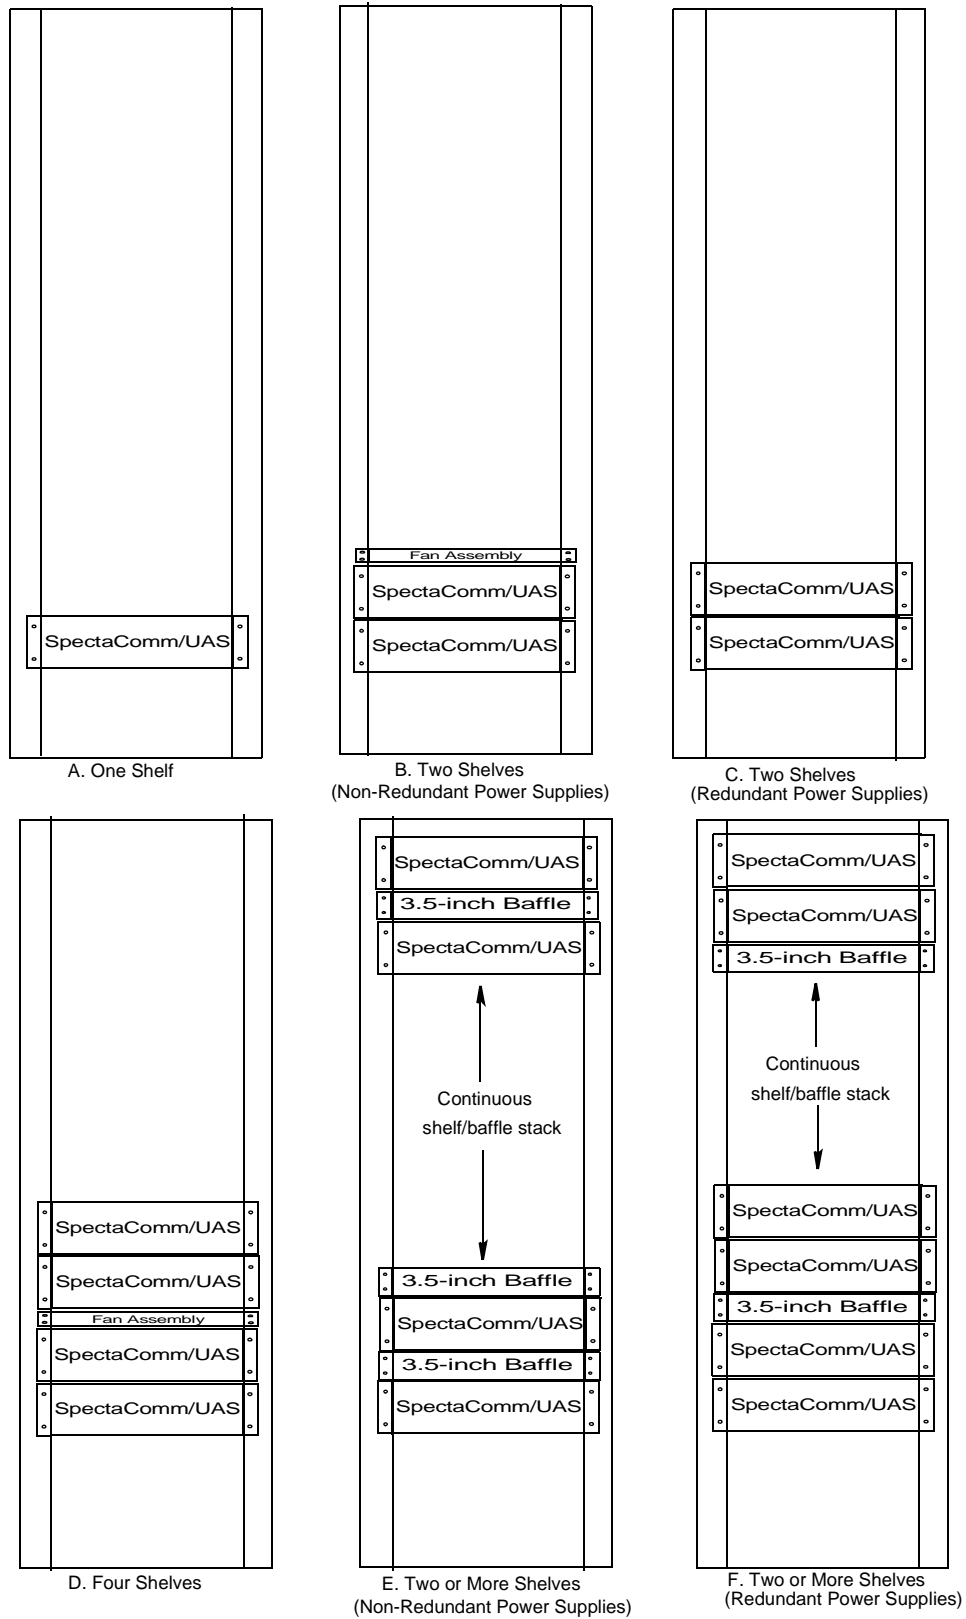 SpectaComm/UAS
A. One Shelf
Fan Assembly
SpectaComm/UAS
SpectaComm/UAS
B. Two Shelves
(Non-Redundant Power Supplies)
SpectaComm/UAS
SpectaComm/UAS
C. Two Shelves
(Redundant Power Supplies)
SpectaComm/UAS
SpectaComm/UAS
Fan Assembly
SpectaComm/UAS
SpectaComm/UAS
D. Four Shelves
SpectaComm/UAS
3.5-inch Baffle
SpectaComm/UAS
Continuous
shelf/baffle stack
3.5-inch Baffle
SpectaComm/UAS
3.5-inch Baffle
SpectaComm/UAS
E. Two or More Shelves
(Non-Redundant Power Supplies)
SpectaComm/UAS
SpectaComm/UAS
3.5-inch Baffle
Continuous
shelf/baffle stack
SpectaComm/UAS
SpectaComm/UAS
3.5-inch Baffle
SpectaComm/UAS
SpectaComm/UAS
F. Two or More Shelves
(Redundant Power Supplies)